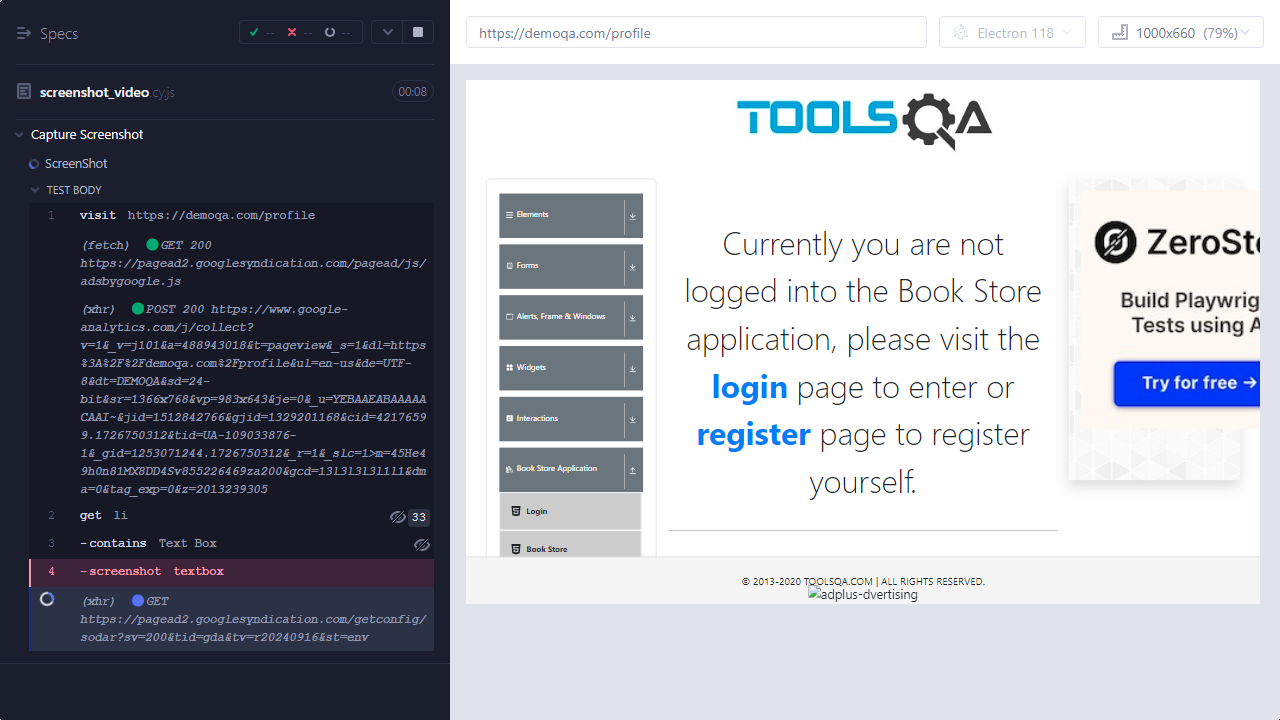 Specs
--
--
--
screenshot_video.cy.js
00:08
Capture Screenshot
ScreenShot
TEST BODY
1 visit https://demoqa.com/profile
(fetch) GET 200
https://pagead2.googlesyndication.com/pagead/js/
adsbygoogle.js
(xhr) POST 200 https://www.google-
analytics.com/j/collect?
v=1&_v=j101&a=488943018&t=pageview&_s=1&dl=https
%3A%2F%2Fdemoqa.com%2Fprofile&ul=en-us&de=UTF-
8&dt=DEMOQA&sd=24-
bit&sr=1366x768&vp=983x643&je=0&_u=YEBAAEABAAAAA
CAAI~&jid=1512842766&gjid=1329201168&cid=4217659
9.1726750312&tid=UA-109033876-
1&_gid=1253071244.1726750312&_r=1&_slc=1>m=45He4
9h0n81MX8DD4Sv855226469za200&gcd=13l3l3l3l1l1&dm
a=0&tag_exp=0&z=2013239305
2 get li 33
3 -contains Text Box
4 -screenshot textbox
(xhr) GET
https://pagead2.googlesyndication.com/getconfig/
sodar?sv=200&tid=gda&tv=r20240916&st=env
https://demoqa.com/profile
Electron 118
1000x660 (79%)
TOOLSQA
Elements
Forms
Alerts, Frame & Windows
Widgets
Interactions
Book Store Application
Login
Book Store
Currently you are not
logged into the Book Store
application, please visit the
login page to enter or
register page to register
yourself.
ZeroSte
Build Playwrig
Tests using A
Try for free →
© 2013-2020 TOOLSQA.COM | ALL RIGHTS RESERVED.
adplus-dvertising